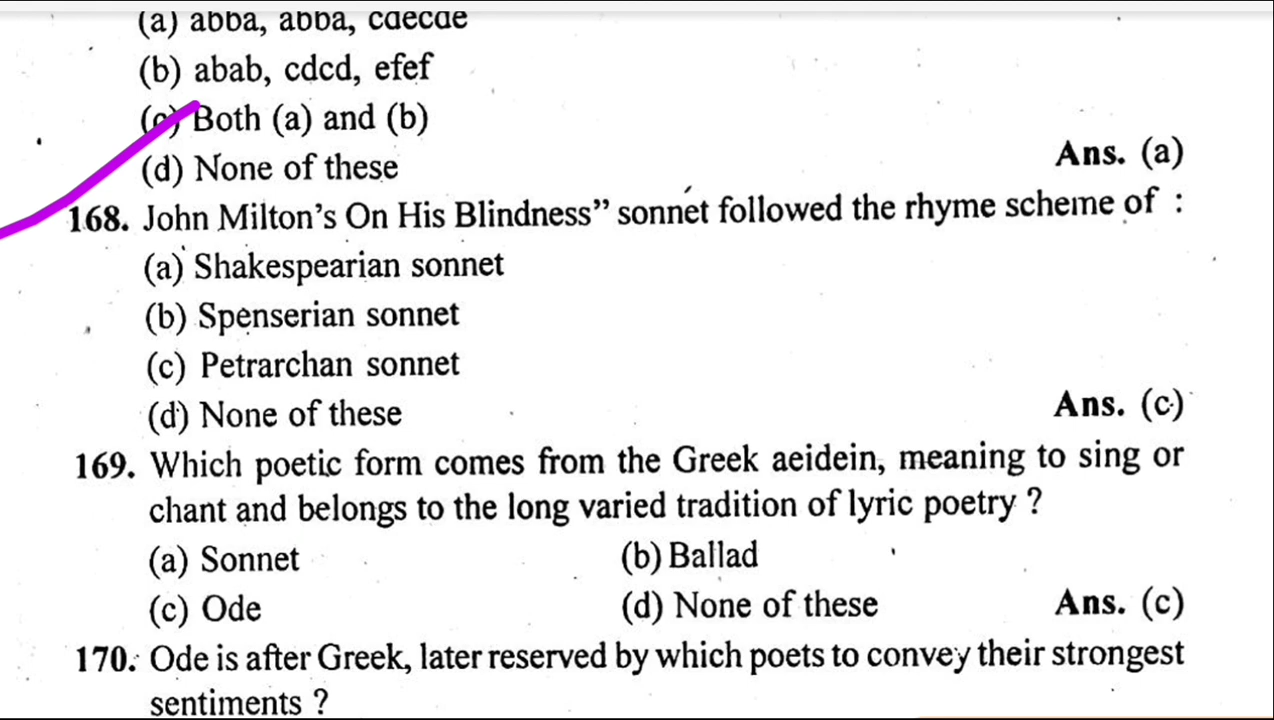 (a) abba, abba, cdecde
(b) abab, cdcd, efef
(c) Both (a) and (b)
(d) None of these Ans. (a)
168. John Milton's On His Blindness" sonnet followed the rhyme scheme of :
(a) Shakespearian sonnet
(b) Spenserian sonnet
(c) Petrarchan sonnet
(d) None of these Ans. (c)
169. Which poetic form comes from the Greek aeidein, meaning to sing or
chant and belongs to the long varied tradition of lyric poetry ?
(a) Sonnet (b) Ballad
(c) Ode (d) None of these Ans. (c)
170. Ode is after Greek, later reserved by which poets to convey their strongest
sentiments ?